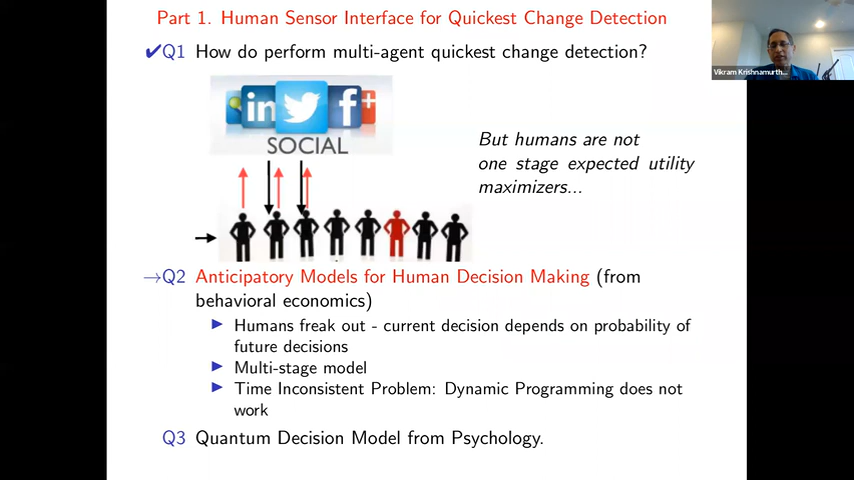 Part 1. Human Sensor Interface for Quickest Change Detection
✔Q1 How do perform multi-agent quickest change detection?
in
f
+
SOCIAL
But humans are not
one stage expected utility
maximizers...
→Q2 Anticipatory Models for Human Decision Making (from
behavioral economics)
Humans freak out - current decision depends on probability of
future decisions
Multi-stage model
Time Inconsistent Problem: Dynamic Programming does not
work
Q3 Quantum Decision Model from Psychology.
Vikram Krishnamurth...